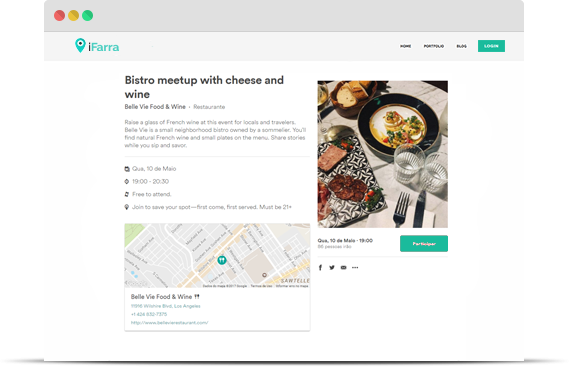 iFarra
HOME PORTFOLIO BLOG LOGIN
Bistro meetup with cheese and
wine
Belle Vie Food & Wine • Restaurante
Raise a glass of French wine at this event for locals and travelers.
Belle Vie is a small neighborhood bistro owned by a sommelier. You'll
find natural French wine and small plates on the menu. Share stories
while you sip and savor.
Qua, 10 de Maio
19:00 - 20:30
Free to attend.
Join to save your spot—first come, first served. Must be 21+
SAWTELLE
Dados do mapa ©2017 Google Termos de Uso
Belle Vie Food & Wine
11916 Wilshire Blvd, Los Angeles
http://www.bellevierestaurant.com/
Qua, 10 de Maio · 19:00
pessoas irão
Participar